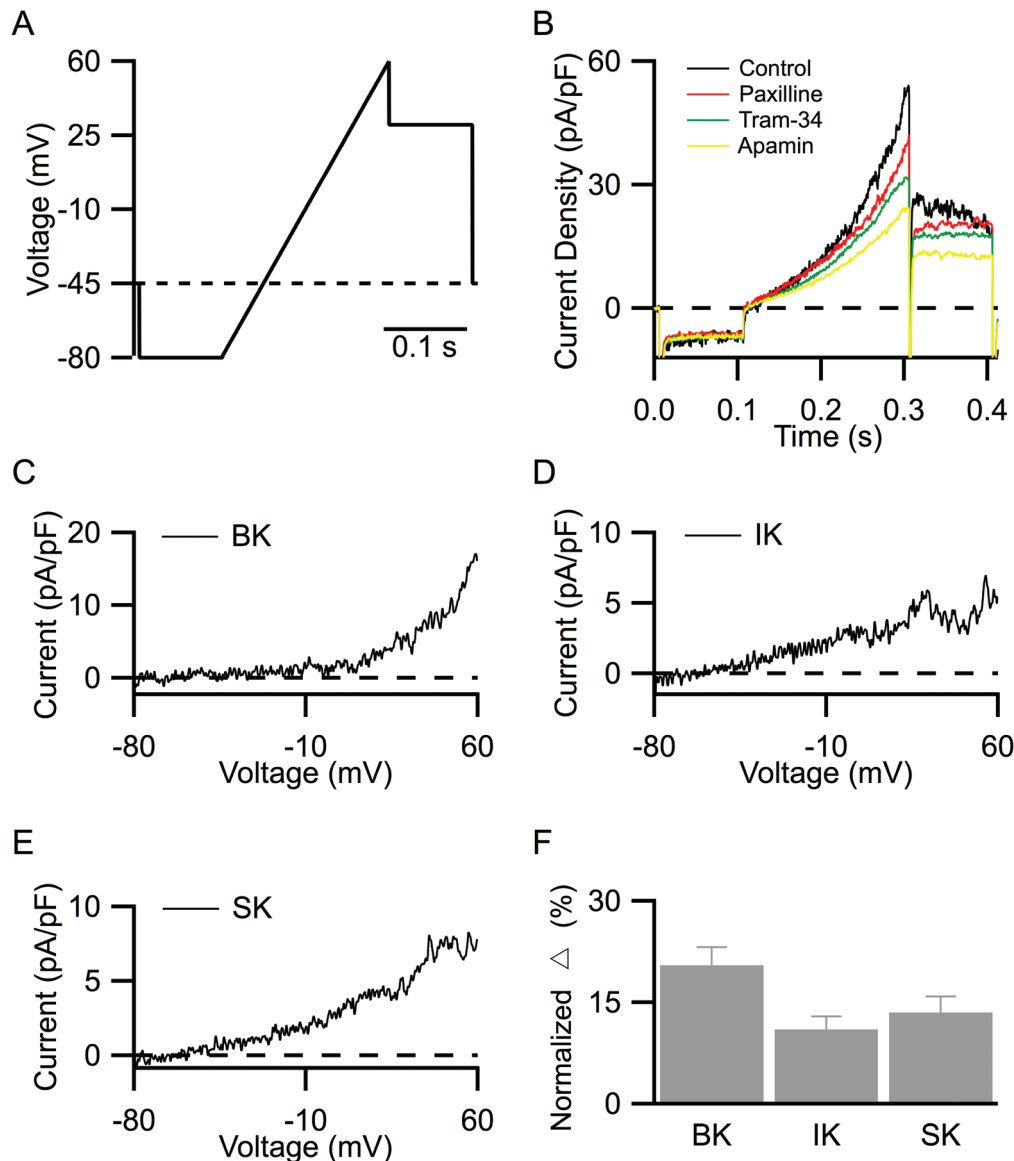 A
Voltage (mV)
60
25
-10
-45
-80
0.1 s
B
Current Density (pA/pF)
60
30
0
Control
Paxilline
Tram-34
Apamin
0.0 0.1 0.2 0.3 0.4
Time (s)
C
Current (pA/pF)
20
10
0
BK
-80 -10 60
Voltage (mV)
D
Current (pA/pF)
10
5
0
IK
-80 -10 60
Voltage (mV)
E
Current (pA/pF)
10
5
0
SK
-80 -10 60
Voltage (mV)
F
Normalized △ (%)
30
15
0
BK IK SK